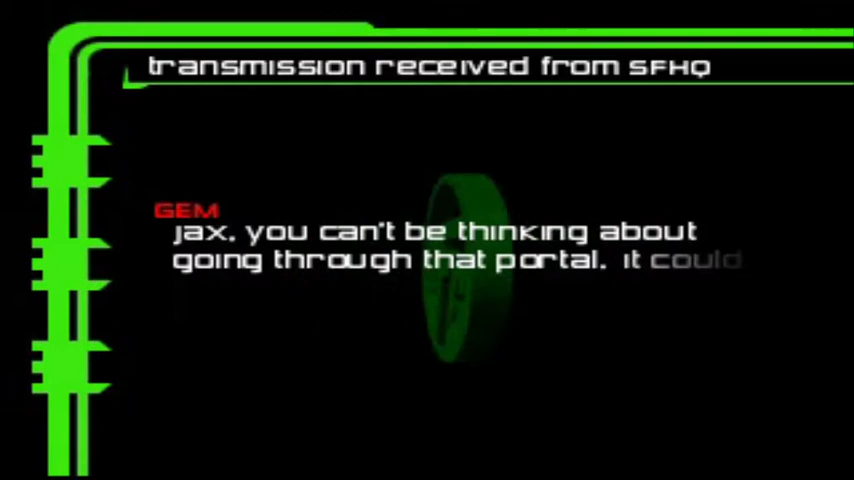 transmission received from SFHQ
GEM
jax, you can't be thinking about
going through that portal. it could